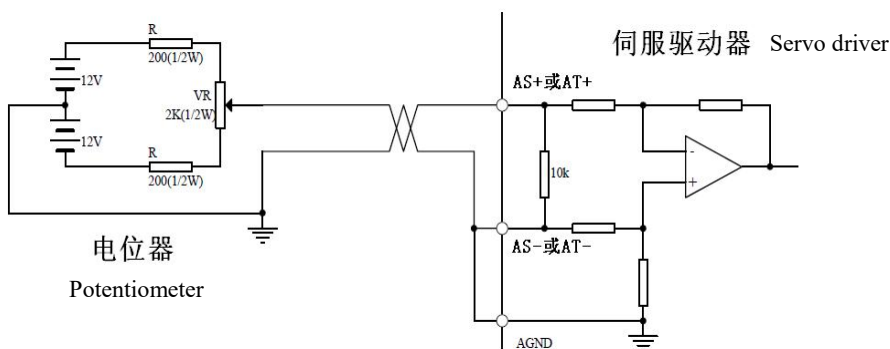 R
200(1/2W)
12V
VR
2K(1/2W)
12V
R
200(1/2W)
电位器
Potentiometer
伺服驱动器 Servo driver
AS+或AT+
10k
-
+
AS-或AT-
AGND